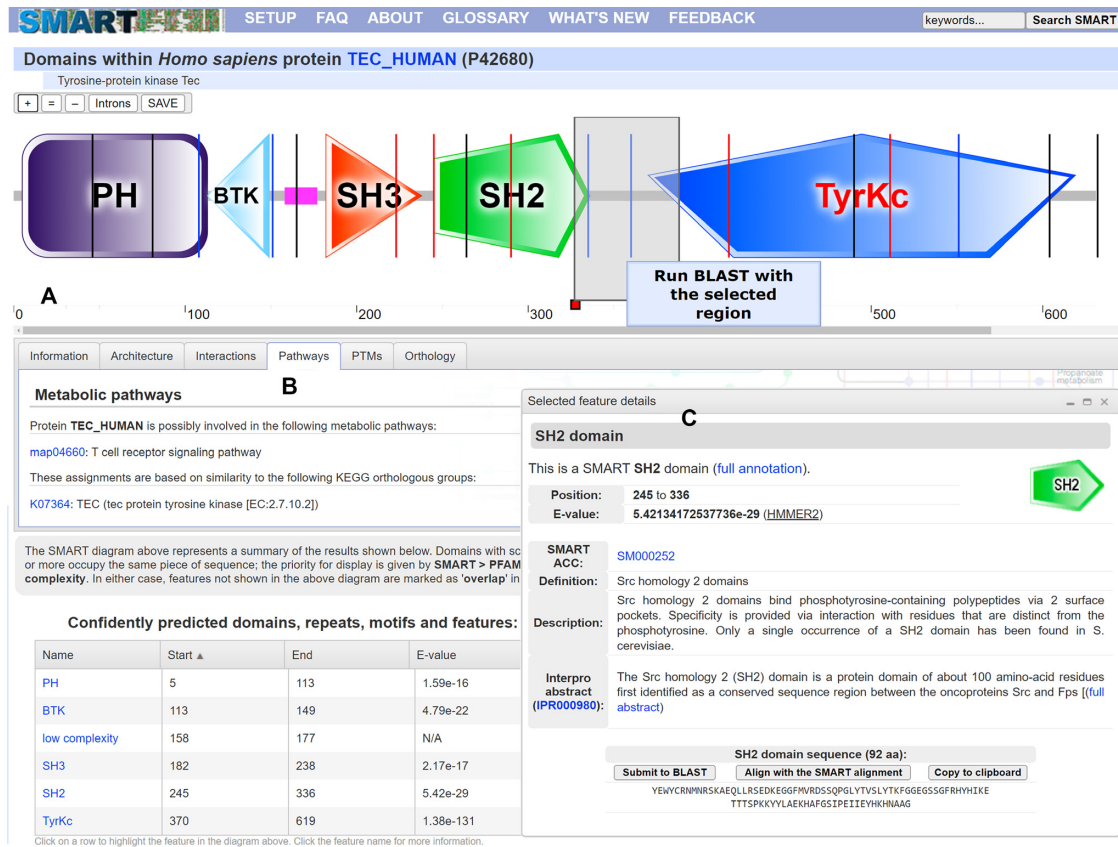 SMART
SETUP FAQ ABOUT GLOSSARY WHAT'S NEW FEEDBACK
keywords... Search SMART
Domains within Homo sapiens protein TEC_HUMAN (P42680)
Tyrosine-protein kinase Tec
+ = – Introns SAVE
PH BTK SH3 SH2 TyrKc
Run BLAST with
the selected
region
A
0 100 200 300 500 600
Information Architecture Interactions Pathways PTMs Orthology
B
Propanoate
metabolism
Metabolic pathways
Protein TEC_HUMAN is possibly involved in the following metabolic pathways:
map04660: T cell receptor signaling pathway
These assignments are based on similarity to the following KEGG orthologous groups:
K07364: TEC (tec protein tyrosine kinase [EC:2.7.10.2])
The SMART diagram above represents a summary of the results shown below. Domains with sc
or more occupy the same piece of sequence; the priority for display is given by SMART > PFAM
complexity. In either case, features not shown in the above diagram are marked as 'overlap' in
Confidently predicted domains, repeats, motifs and features:
Name Start ▲ End E-value
PH 5 113 1.59e-16
BTK 113 149 4.79e-22
low complexity 158 177 N/A
SH3 182 238 2.17e-17
SH2 245 336 5.42e-29
TyrKc 370 619 1.38e-131
Click on a row to highlight the feature in the diagram above. Click the feature name for more information.
Selected feature details
C
SH2 domain
This is a SMART SH2 domain (full annotation).
SH2
Position: 245 to 336
E-value: 5.42134172537736e-29 (HMMER2)
SMART
ACC: SM000252
Definition: Src homology 2 domains
Description: Src homology 2 domains bind phosphotyrosine-containing polypeptides via 2 surface
pockets. Specificity is provided via interaction with residues that are distinct from the
phosphotyrosine. Only a single occurrence of a SH2 domain has been found in S.
cerevisiae.
Interpro
abstract
(IPR000980): The Src homology 2 (SH2) domain is a protein domain of about 100 amino-acid residues
first identified as a conserved sequence region between the oncoproteins Src and Fps [(full
abstract)
SH2 domain sequence (92 aa):
Submit to BLAST Align with the SMART alignment Copy to clipboard
YEWYCRNMNRSKAEQLLRSEDKEGGFMVRDSSQPGLYTVSLYTKFGGEGSSGFRHYHIKE
TTTSPKKYYLAEKHAFGSIPEIIEYHKHNAAG